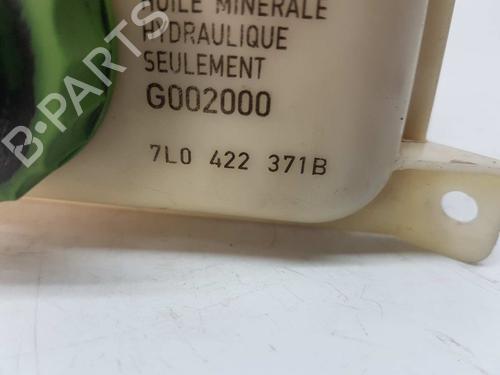 HUILE MINERALE
HYDRAULIQUE
SEULEMENT
G002000
7L0 422 371B
B-PARTS